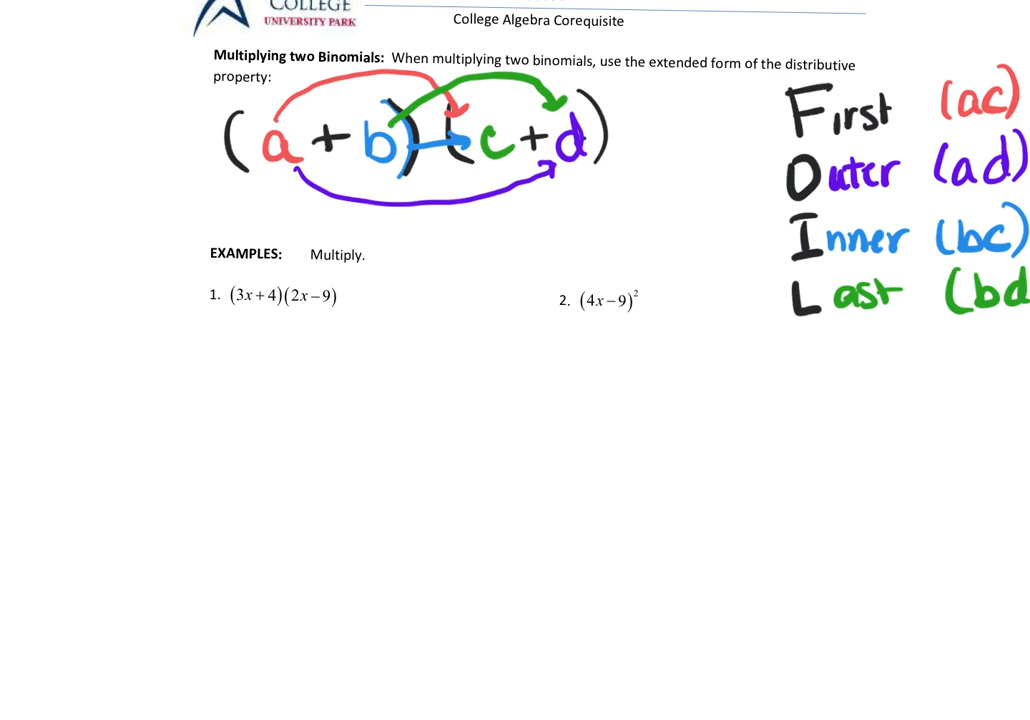 COLLEGE
UNIVERSITY PARK
College Algebra Corequisite
Multiplying two Binomials: When multiplying two binomials, use the extended form of the distributive
property:
(a + b)(c + d)
First (ac)
Outer (ad)
Inner (bc)
Last (bd
EXAMPLES: Multiply.
1. (3x + 4)(2x − 9)
2. (4x − 9)²